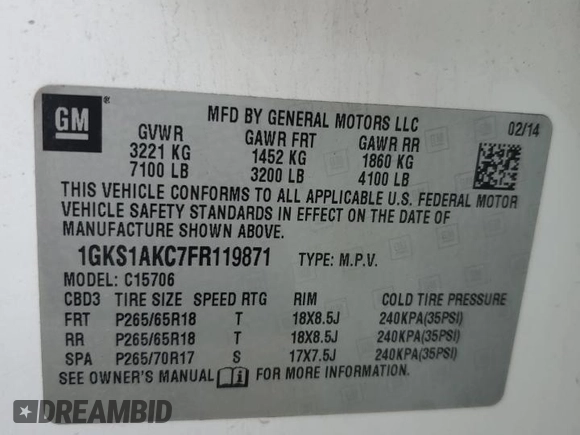 GM
MFD BY GENERAL MOTORS LLC
02/14
GVWR GAWR FRT GAWR RR
3221 KG 1452 KG 1860 KG
7100 LB 3200 LB 4100 LB
THIS VEHICLE CONFORMS TO ALL APPLICABLE U.S. FEDERAL MOTOR
VEHICLE SAFETY STANDARDS IN EFFECT ON THE DATE OF
MANUFACTURE SHOWN ABOVE.
1GKS1AKC7FR119871 TYPE: M.P.V.
MODEL: C15706
CBD3 TIRE SIZE SPEED RTG RIM COLD TIRE PRESSURE
FRT P265/65R18 T 18X8.5J 240KPA(35PSI)
RR P265/65R18 T 18X8.5J 240KPA(35PSI)
SPA P265/70R17 S 17X7.5J 240KPA(35PSI)
SEE OWNER'S MANUAL FOR MORE INFORMATION.
DREAMBID